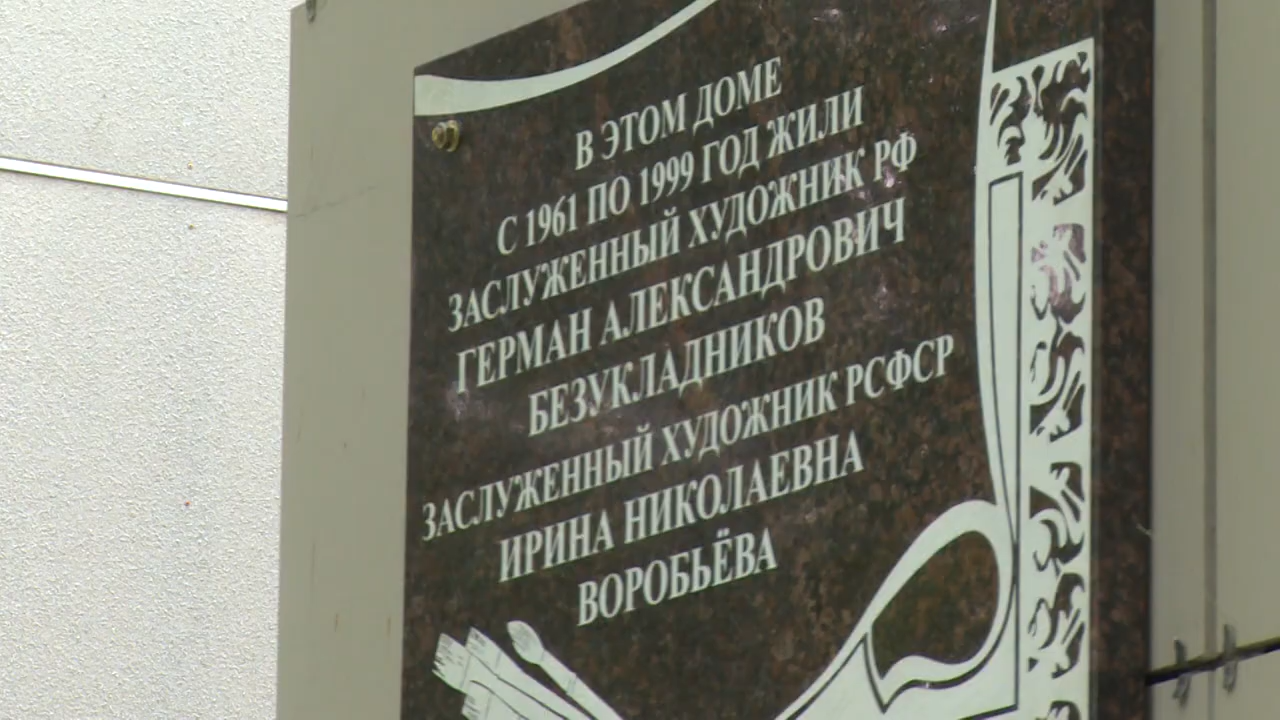 В ЭТОМ ДОМЕ
С 1961 ПО 1999 ГОД ЖИЛИ
ЗАСЛУЖЕННЫЙ ХУДОЖНИК РФ
ГЕРМАН АЛЕКСАНДРОВИЧ
БЕЗУКЛАДНИКОВ
ЗАСЛУЖЕННЫЙ ХУДОЖНИК РСФСР
ИРИНА НИКОЛАЕВНА
ВОРОБЬЁВА